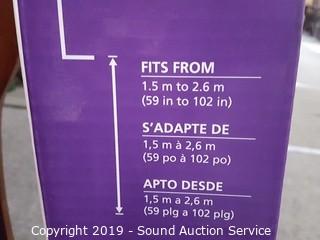 FITS FROM
1.5 m to 2.6 m
(59 in to 102 in)
S'ADAPTE DE
1,5 m à 2,6 m
(59 po à 102 po)
APTO DESDE
1,5 m a 2,6 m
(59 plg a 102 plg)
Copyright 2019 - Sound Auction Service